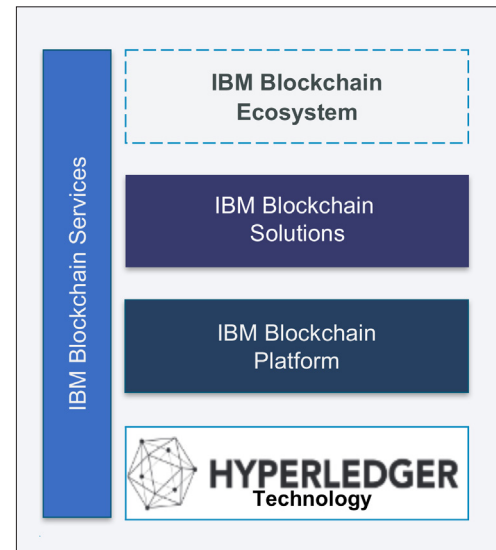 IBM Blockchain Services
IBM Blockchain
Ecosystem
IBM Blockchain
Solutions
IBM Blockchain
Platform
HYPERLEDGER
Technology